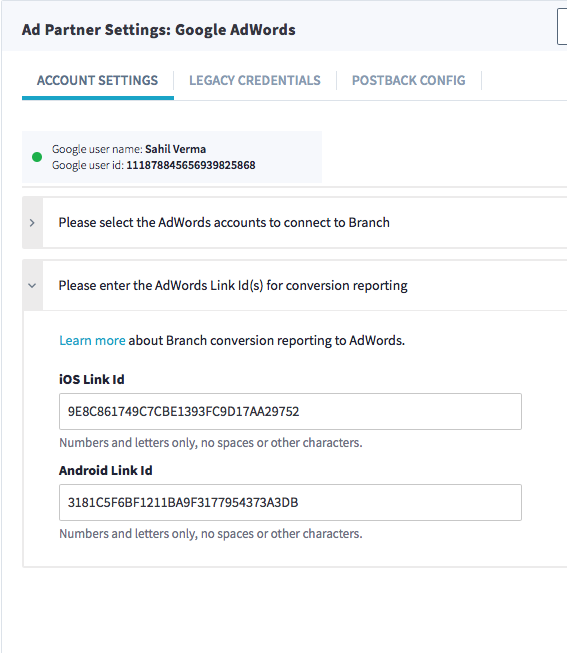 Ad Partner Settings: Google AdWords
ACCOUNT SETTINGS LEGACY CREDENTIALS POSTBACK CONFIG
Google user name: Sahil Verma
Google user id: 111878845656939825868
Please select the AdWords accounts to connect to Branch
Please enter the AdWords Link Id(s) for conversion reporting
Learn more about Branch conversion reporting to AdWords.
iOS Link Id
9E8C861749C7CBE1393FC9D17AA29752
Numbers and letters only, no spaces or other characters.
Android Link Id
3181C5F6BF1211BA9F3177954373A3DB
Numbers and letters only, no spaces or other characters.